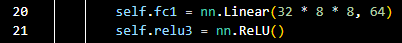 20 self.fc1 = nn.Linear(32 * 8 * 8, 64)
21 self.relu3 = nn.ReLU()